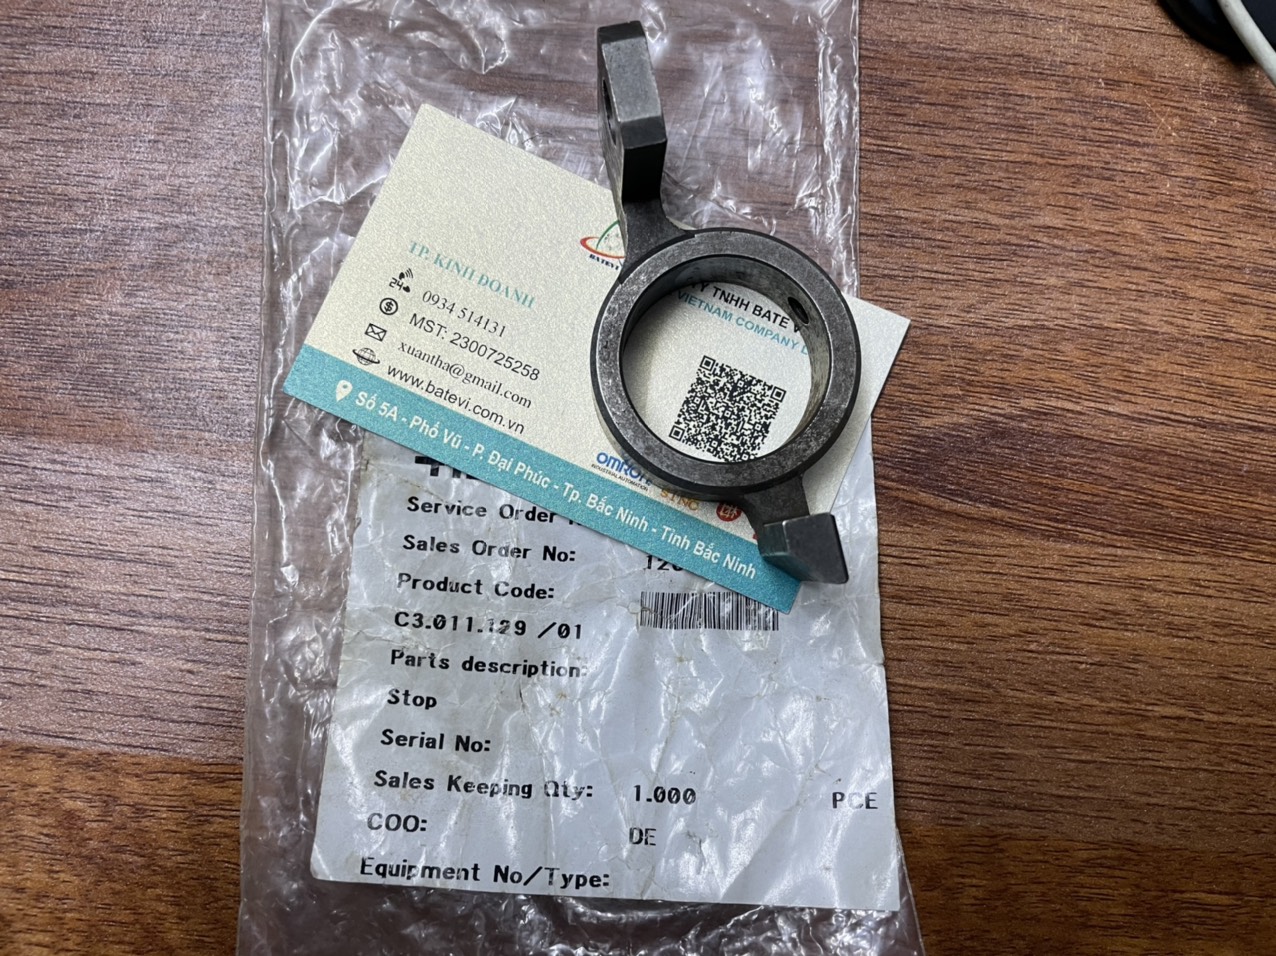 TP. KINH DOANH
24
0934 514131
MST: 2300725258
xuantha@gmail.com
www.batevi.com.vn
Số 5A - Phố Vũ - P. Đại Phúc - Tp. Bắc Ninh - Tỉnh Bắc Ninh
TNHH BATE
VIETNAM COMPANY
OMRON
INDUSTRIAL AUTOMATION
Service Order
Sales Order No:
Product Code:
C3.011.129 /01
Parts description:
Stop
Serial No:
Sales Keeping Qty: 1.000 PCE
COO: DE
Equipment No/Type: